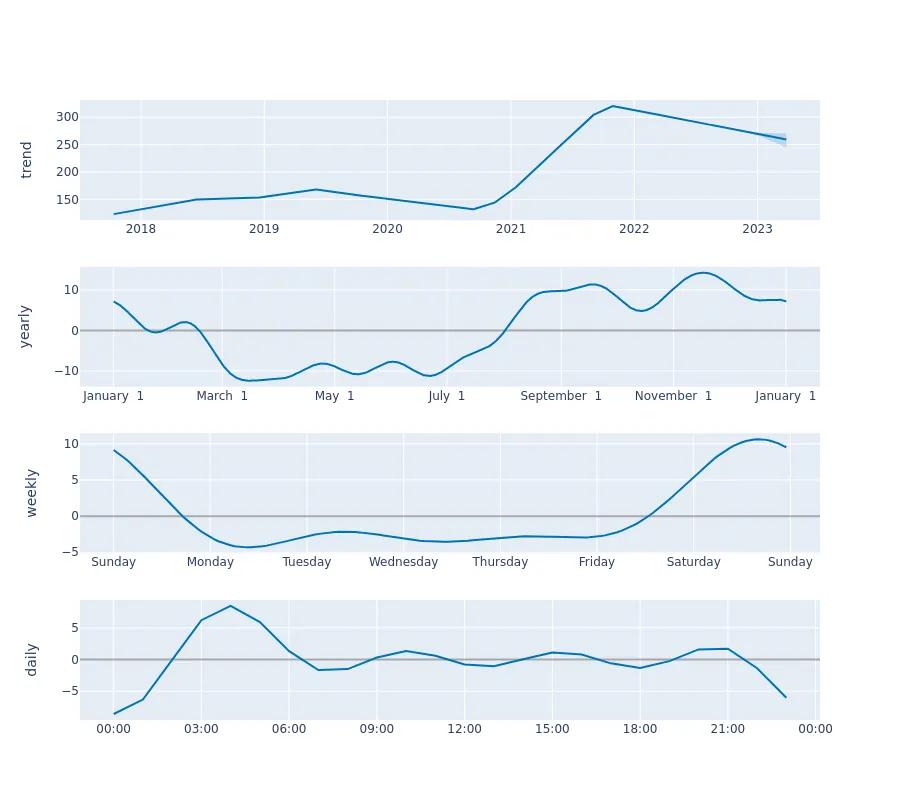 trend
300
250
200
150
2018 2019 2020 2021 2022 2023
yearly
10
0
−10
January 1 March 1 May 1 July 1 September 1 November 1 January 1
weekly
10
5
0
−5
Sunday Monday Tuesday Wednesday Thursday Friday Saturday Sunday
daily
5
0
−5
00:00 03:00 06:00 09:00 12:00 15:00 18:00 21:00 00:00